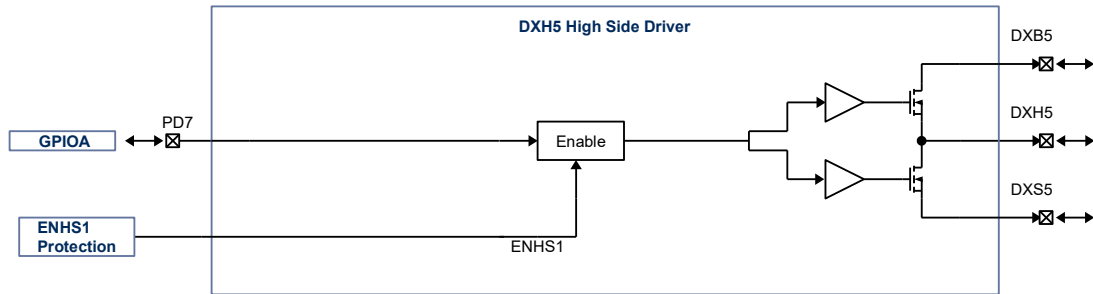 DXH5 High Side Driver
DXB5
PD7
GPIOA
Enable
DXH5
DXS5
ENHS1
Protection
ENHS1